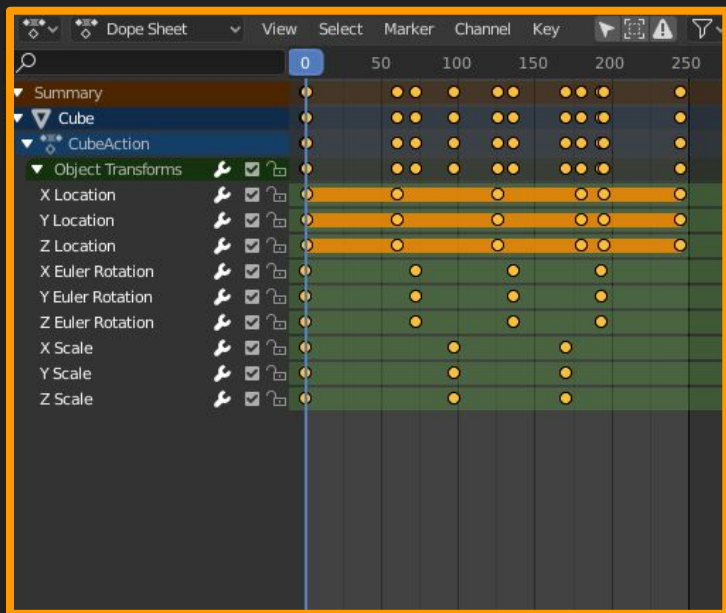 Dope Sheet View Select Marker Channel Key
0 50 100 150 200 250
Summary
Cube
CubeAction
Object Transforms
X Location
Y Location
Z Location
X Euler Rotation
Y Euler Rotation
Z Euler Rotation
X Scale
Y Scale
Z Scale